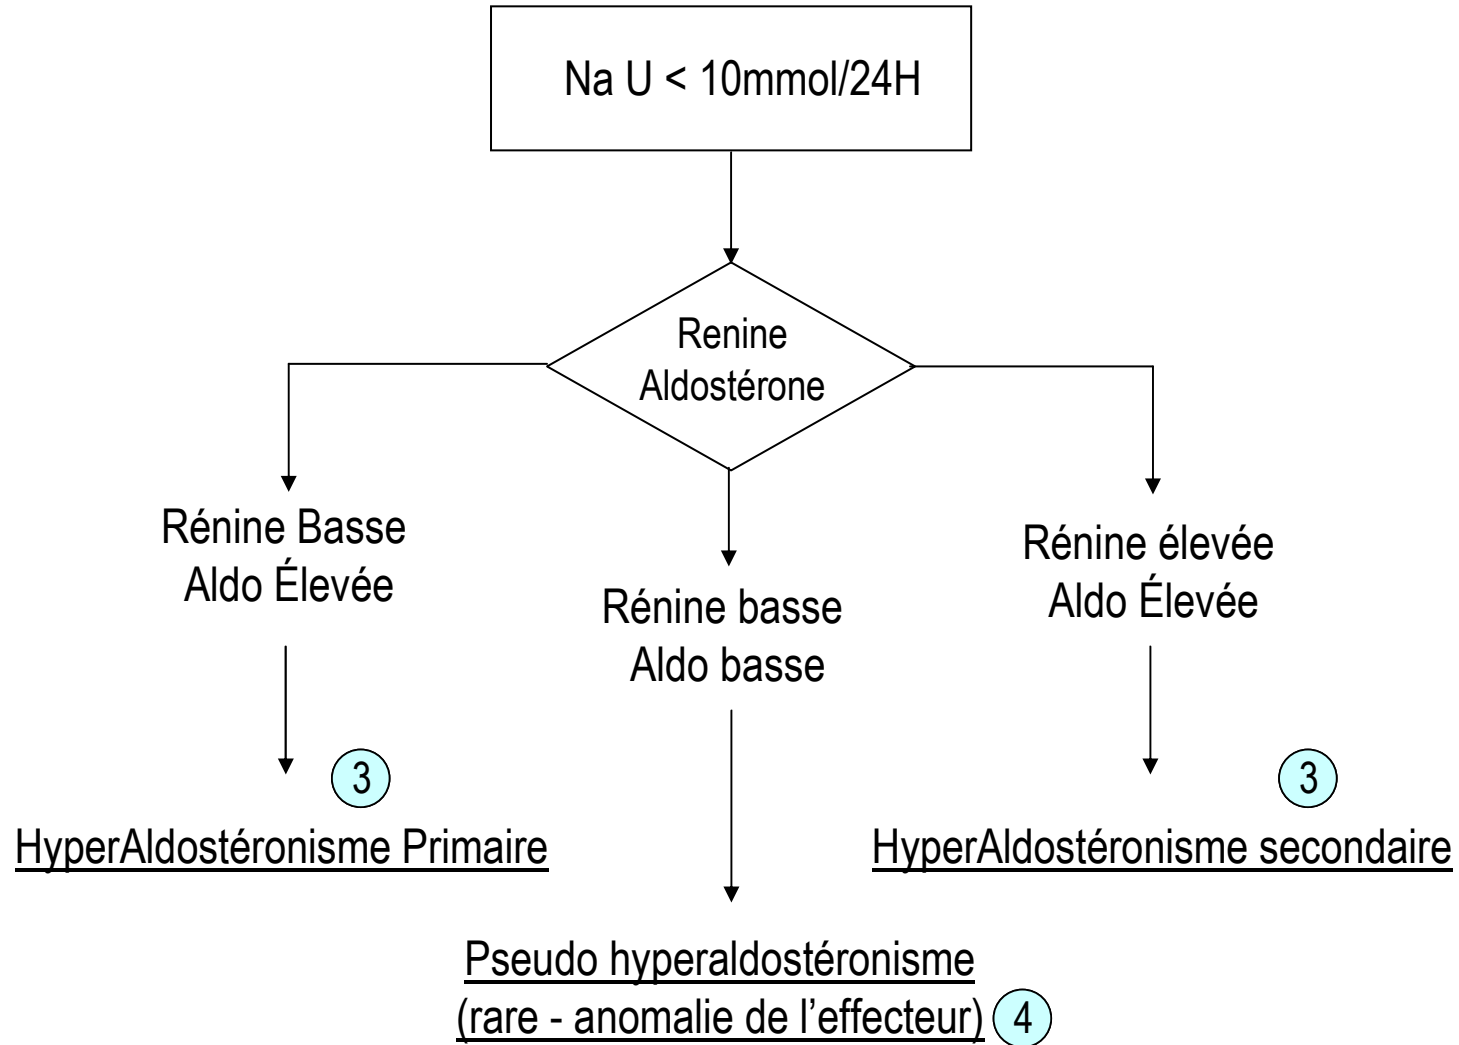 Na U < 10mmol/24H
Renine
Aldostérone
Rénine Basse
Aldo Élevée
Rénine basse
Aldo basse
Rénine élevée
Aldo Élevée
3
HyperAldostéronisme Primaire
3
HyperAldostéronisme secondaire
Pseudo hyperaldostéronisme
(rare - anomalie de l’effecteur) 4